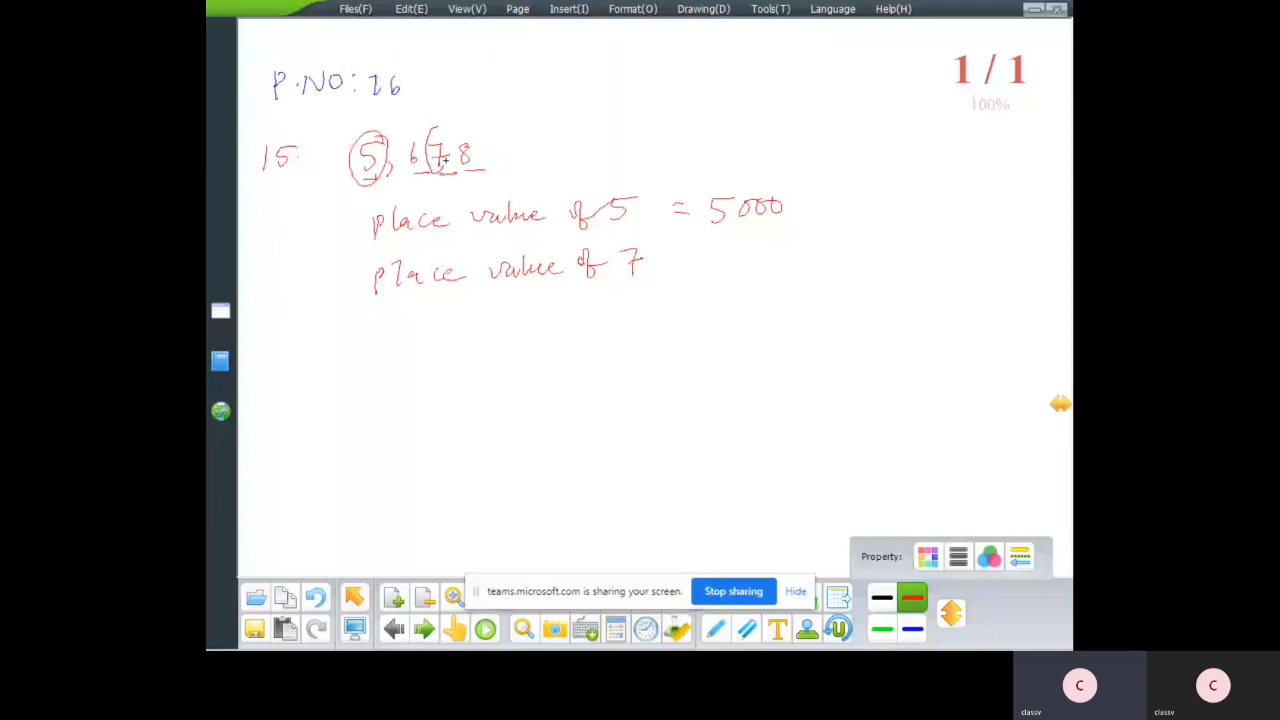 Files(F) Edit(E) View(V) Page Insert(I) Format(O) Drawing(D) Tools(T) Language Help(H)
P.NO: 26
1 / 1
100%
15. 5, 678
place value of 5 = 5000
place value of 7
Property:
teams.microsoft.com is sharing your screen. Stop sharing Hide
T U
C C
classv classv